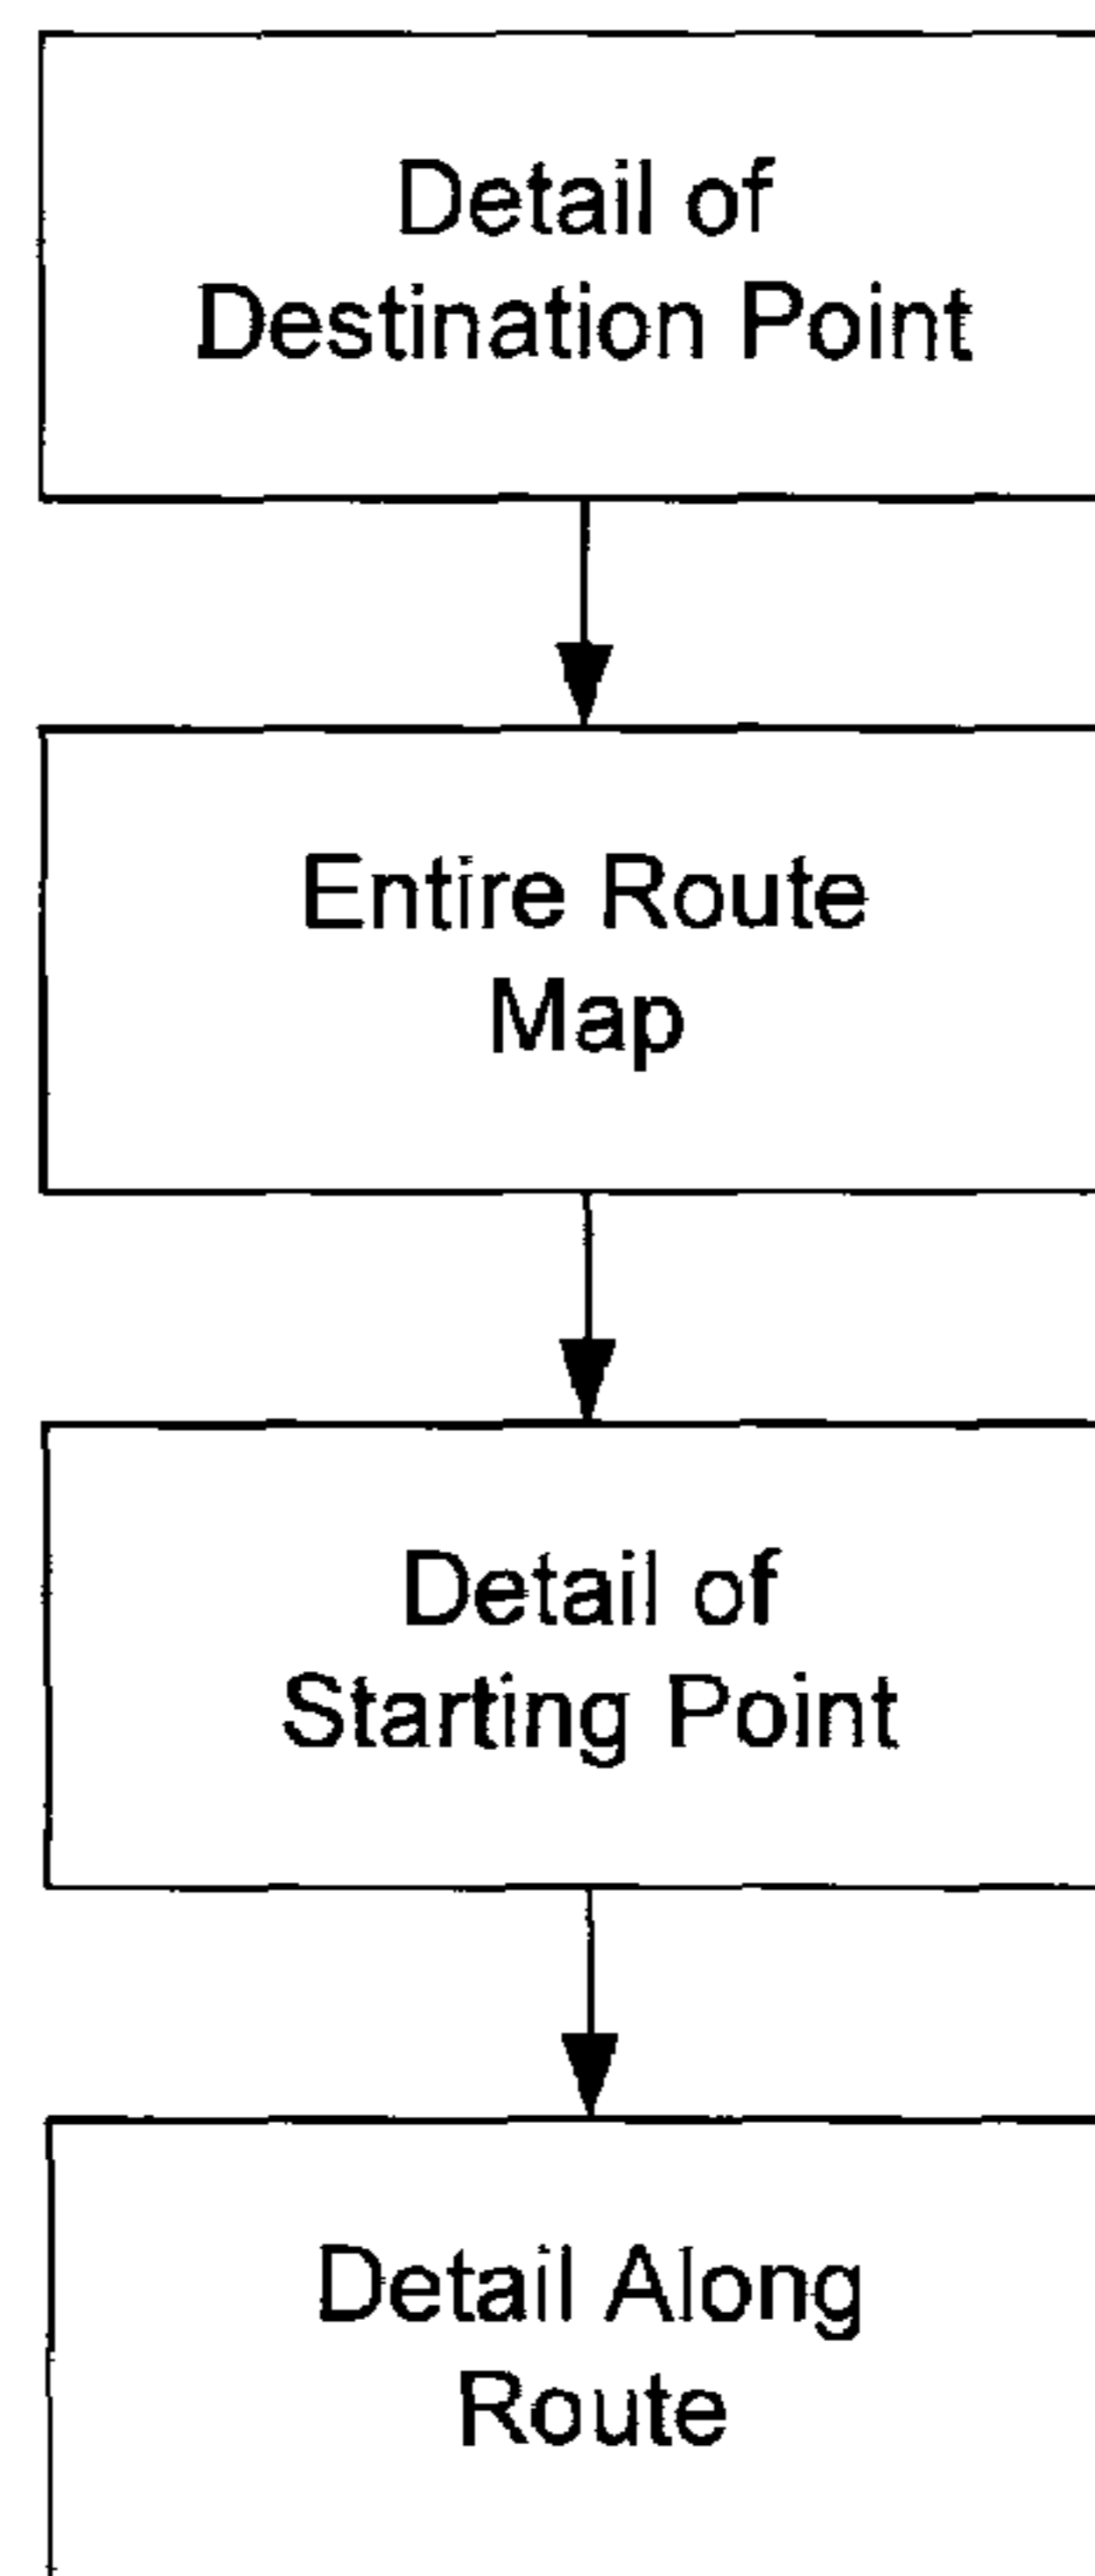 Detail of
Destination Point
Entire Route
Map
Detail of
Starting Point
Detail Along
Route